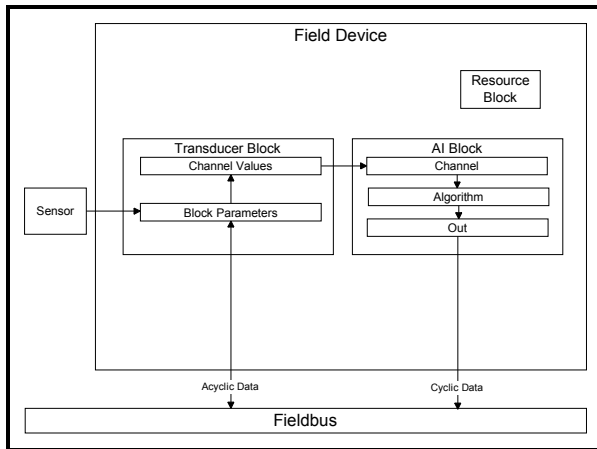 Field Device
Resource
Block
Transducer Block
AI Block
Channel Values
Channel
Algorithm
Sensor
Block Parameters
Out
Acyclic Data
Cyclic Data
Fieldbus